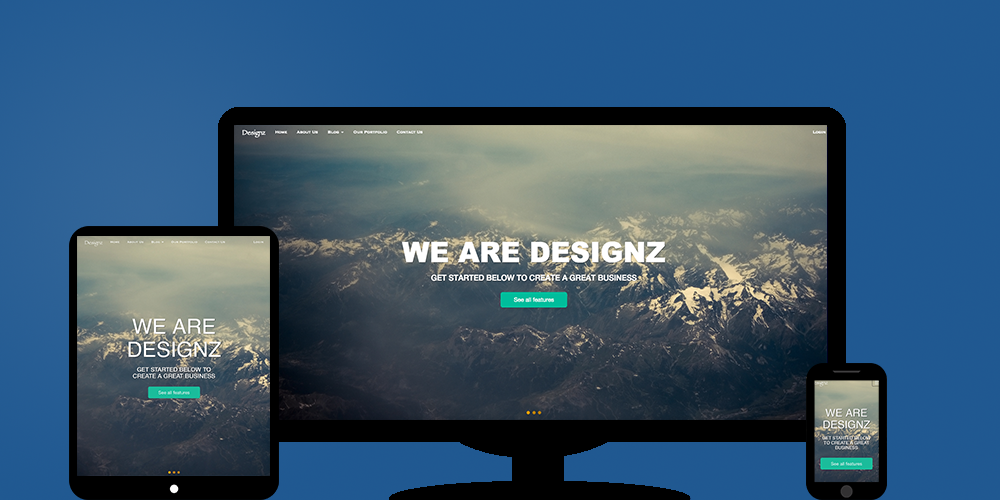 Designz Home About Us Blog Our Portfolio Contact Us Login
WE ARE DESIGNZ
GET STARTED BELOW TO CREATE A GREAT BUSINESS
See all features
Designz Home About Us Blog Our Portfolio Contact Us Login
WE ARE
DESIGNZ
GET STARTED BELOW TO
CREATE A GREAT BUSINESS
See all features
WE ARE
DESIGNZ
GET STARTED BELOW
TO CREATE A GREAT
BUSINESS
See all features